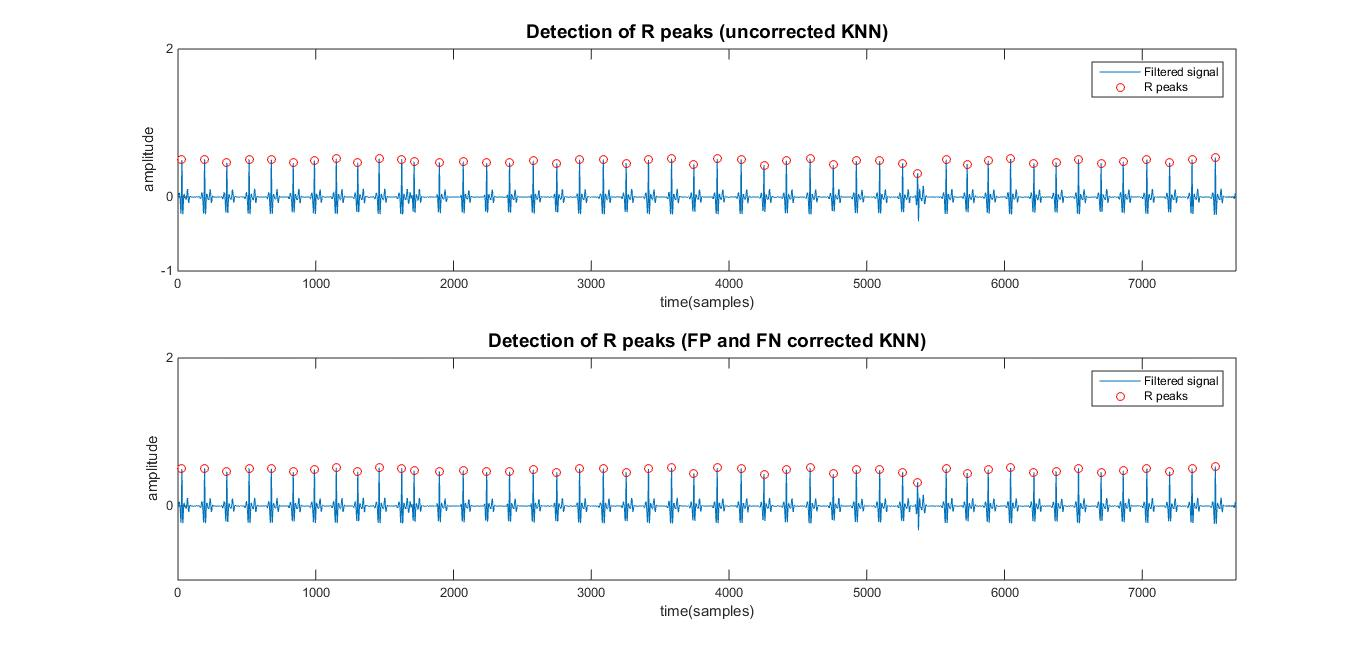 Detection of R peaks (uncorrected KNN)
2
Filtered signal
R peaks
amplitude
0
-1
0 1000 2000 3000 4000 5000 6000 7000
time(samples)
Detection of R peaks (FP and FN corrected KNN)
2
Filtered signal
R peaks
amplitude
0
0 1000 2000 3000 4000 5000 6000 7000
time(samples)